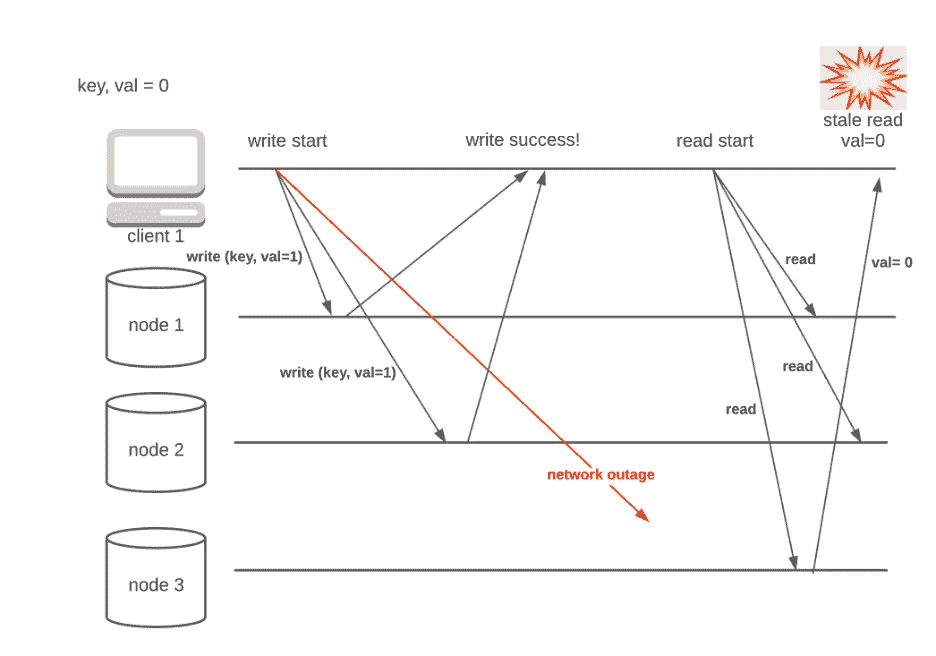 key, val = 0
stale read
val=0
write start
write success!
read start
client 1
write (key, val=1)
read
val= 0
node 1
write (key, val=1)
read
read
node 2
network outage
node 3